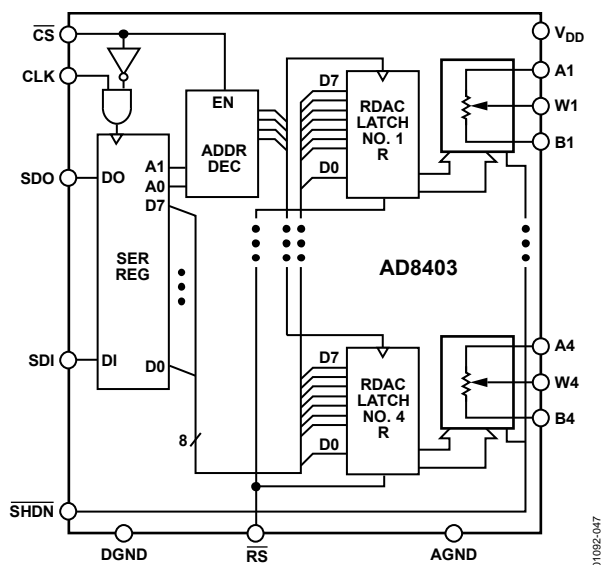 CS
VDD
CLK
EN
ADDR
DEC
D7
RDAC
LATCH
NO. 1
R
D0
A1
W1
B1
SDO
DO
A1
A0
D7
SER
REG
AD8403
SDI
DI
D0
8
D7
RDAC
LATCH
NO. 4
R
D0
A4
W4
B4
SHDN
DGND
RS
AGND
01092-047